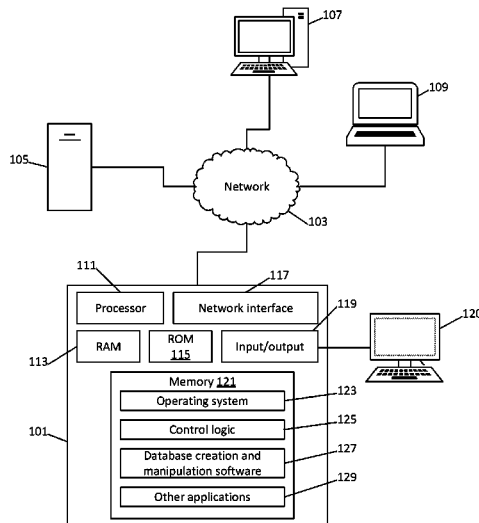 107
109
105
Network
103
111
117
119
Processor
Network interface
120
RAM
ROM
115
Input/output
113
Memory 121
123
Operating system
125
Control logic
101
127
Database creation and
manipulation software
129
Other applications